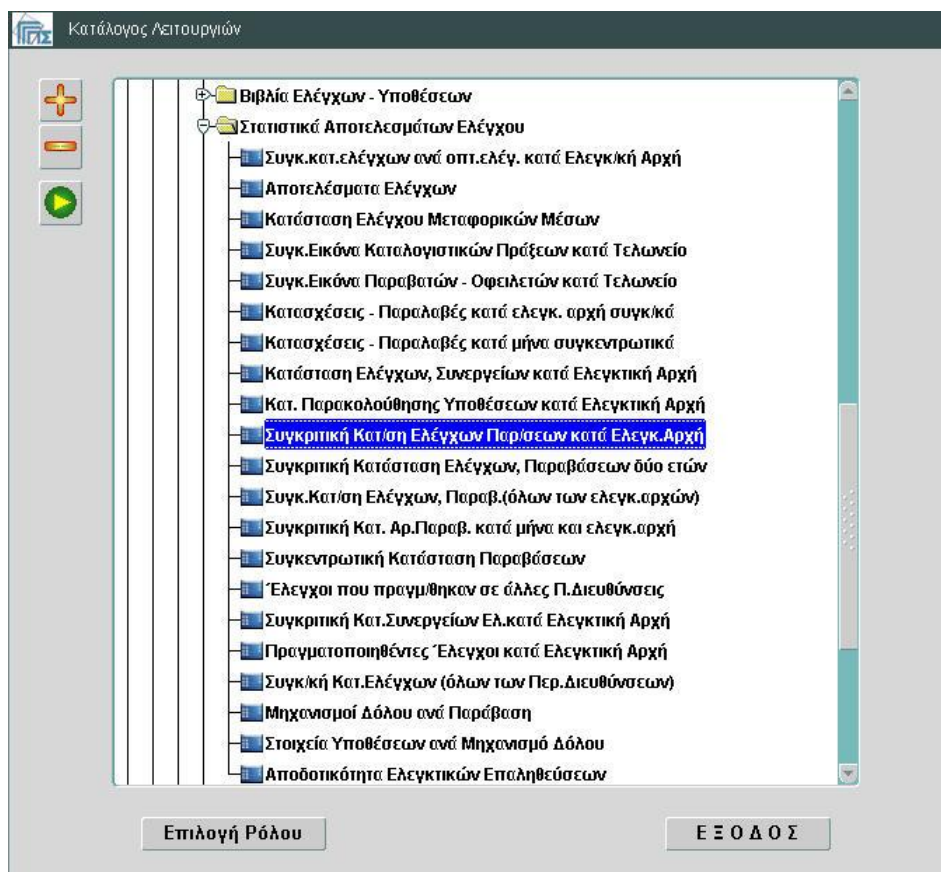 Κατάλογος Λειτουργιών
Βιβλία Ελέγχων - Υποθέσεων
Στατιστικά Αποτελεσμάτων Ελέγχου
Συγκ.κατ.ελέγχων ανά οπτ.ελέγ. κατά Ελεγκ/κή Αρχή
Αποτελέσματα Ελέγχων
Κατάσταση Ελέγχου Μεταφορικών Μέσων
Συγκ.Εικόνα Καταλογιστικών Πράξεων κατά Τελωνείο
Συγκ.Εικόνα Παραβατών - Οφειλετών κατά Τελωνείο
Κατασχέσεις - Παραλαβές κατά ελεγκ. αρχή συγκ/κά
Κατασχέσεις - Παραλαβές κατά μήνα συγκεντρωτικά
Κατάσταση Ελέγχων, Συνεργείων κατά Ελεγκτική Αρχή
Κατ. Παρακολούθησης Υποθέσεων κατά Ελεγκτική Αρχή
Συγκριτική Κατ/ση Ελέγχων Παρ/σεων κατά Ελεγκ.Αρχή
Συγκριτική Κατάσταση Ελέγχων, Παραβάσεων δύο ετών
Συγκ.Κατ/ση Ελέγχων, Παραβ.(όλων των ελεγκ.αρχών)
Συγκριτική Κατ. Αρ.Παραβ. κατά μήνα και ελεγκ.αρχή
Συγκεντρωτική Κατάσταση Παραβάσεων
Έλεγχοι που πραγμ/θηκαν σε άλλες Π.Διευθύνσεις
Συγκριτική Κατ.Συνεργείων Ελ.κατά Ελεγκτική Αρχή
Πραγματοποιηθέντες Έλεγχοι κατά Ελεγκτική Αρχή
Συγκ/κή Κατ.Ελέγχων (όλων των Περ.Διευθύνσεων)
Μηχανισμοί Δόλου ανά Παράβαση
Στοιχεία Υποθέσεων ανά Μηχανισμό Δόλου
Αποδοτικότητα Ελεγκτικών Επαληθεύσεων
Επιλογή Ρόλου
Ε Ξ Ο Δ Ο Σ